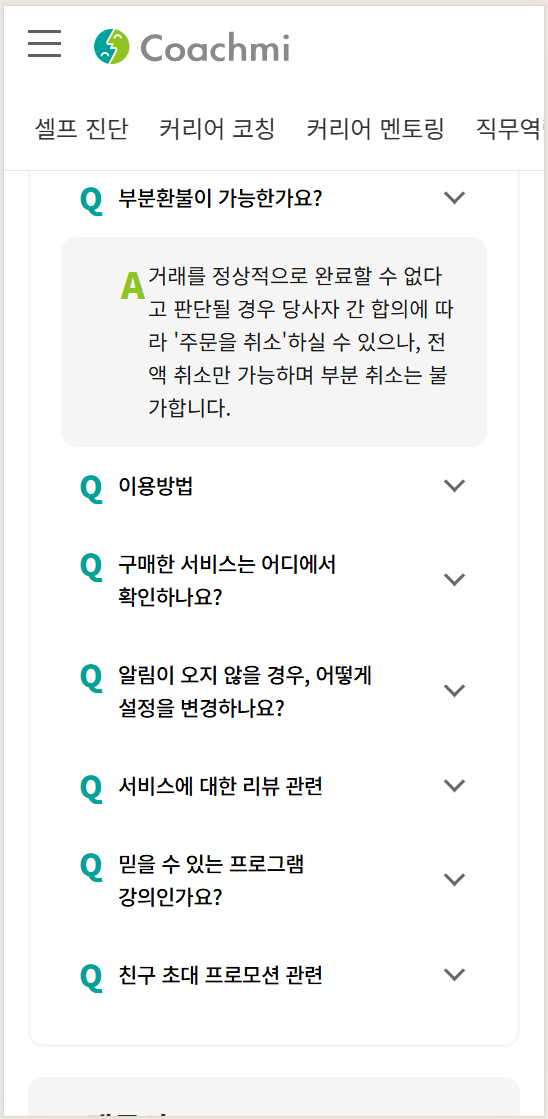 Coachmi
셀프 진단 커리어 코칭 커리어 멘토링
Q 부분환불이 가능한가요?
A 거래를 정상적으로 완료할 수 없다
고 판단될 경우 당사자 간 합의에 따
라 '주문을 취소'하실 수 있으나, 전
액 취소만 가능하며 부분 취소는 불
가합니다.
Q 이용방법
Q 구매한 서비스는 어디에서
확인하나요?
Q 알림이 오지 않을 경우, 어떻게
설정을 변경하나요?
Q 서비스에 대한 리뷰 관련
Q 믿을 수 있는 프로그램
강의인가요?
Q 친구 초대 프로모션 관련